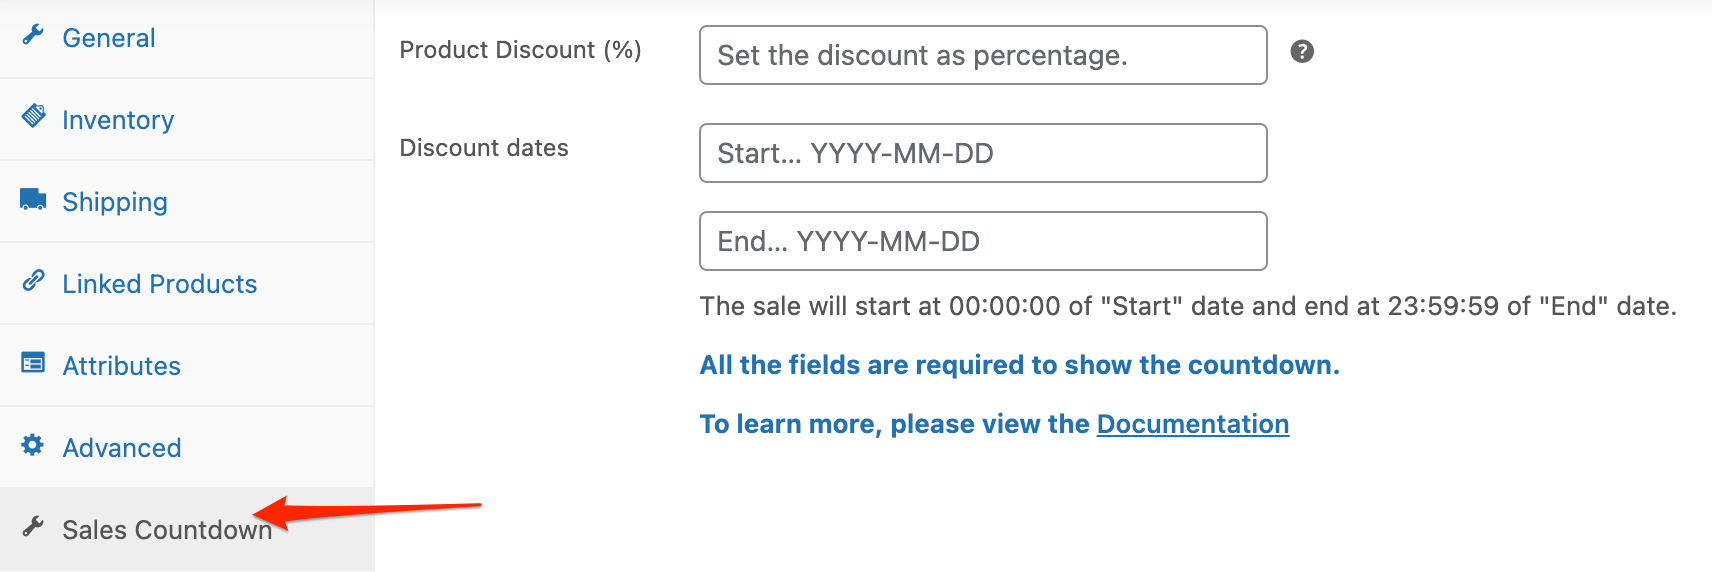 General
Inventory
Shipping
Linked Products
Attributes
Advanced
Sales Countdown
Product Discount (%)
Set the discount as percentage.
?
Discount dates
Start... YYYY-MM-DD
End... YYYY-MM-DD
The sale will start at 00:00:00 of "Start" date and end at 23:59:59 of "End" date.
All the fields are required to show the countdown.
To learn more, please view the Documentation